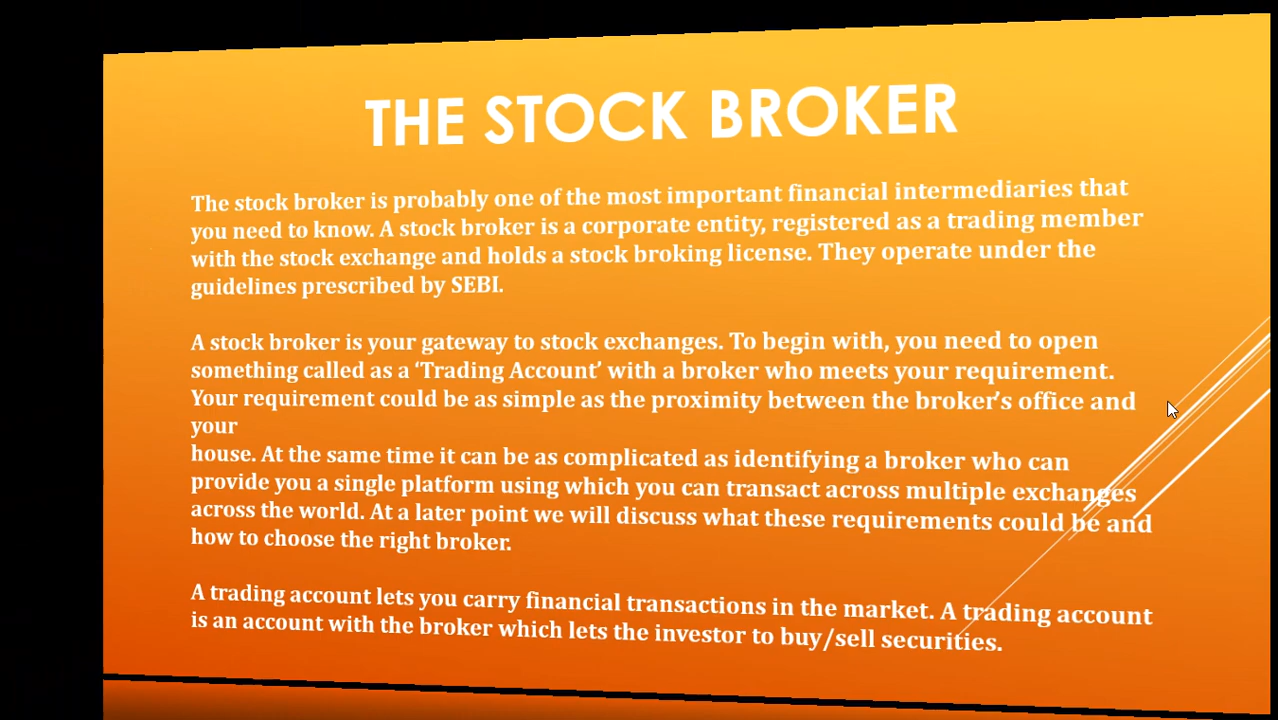 THE STOCK BROKER
The stock broker is probably one of the most important financial intermediaries that
you need to know. A stock broker is a corporate entity, registered as a trading member
with the stock exchange and holds a stock broking license. They operate under the
guidelines prescribed by SEBI.
A stock broker is your gateway to stock exchanges. To begin with, you need to open
something called as a ‘Trading Account’ with a broker who meets your requirement.
Your requirement could be as simple as the proximity between the broker’s office and
your
house. At the same time it can be as complicated as identifying a broker who can
provide you a single platform using which you can transact across multiple exchanges
across the world. At a later point we will discuss what these requirements could be and
how to choose the right broker.
A trading account lets you carry financial transactions in the market. A trading account
is an account with the broker which lets the investor to buy/sell securities.